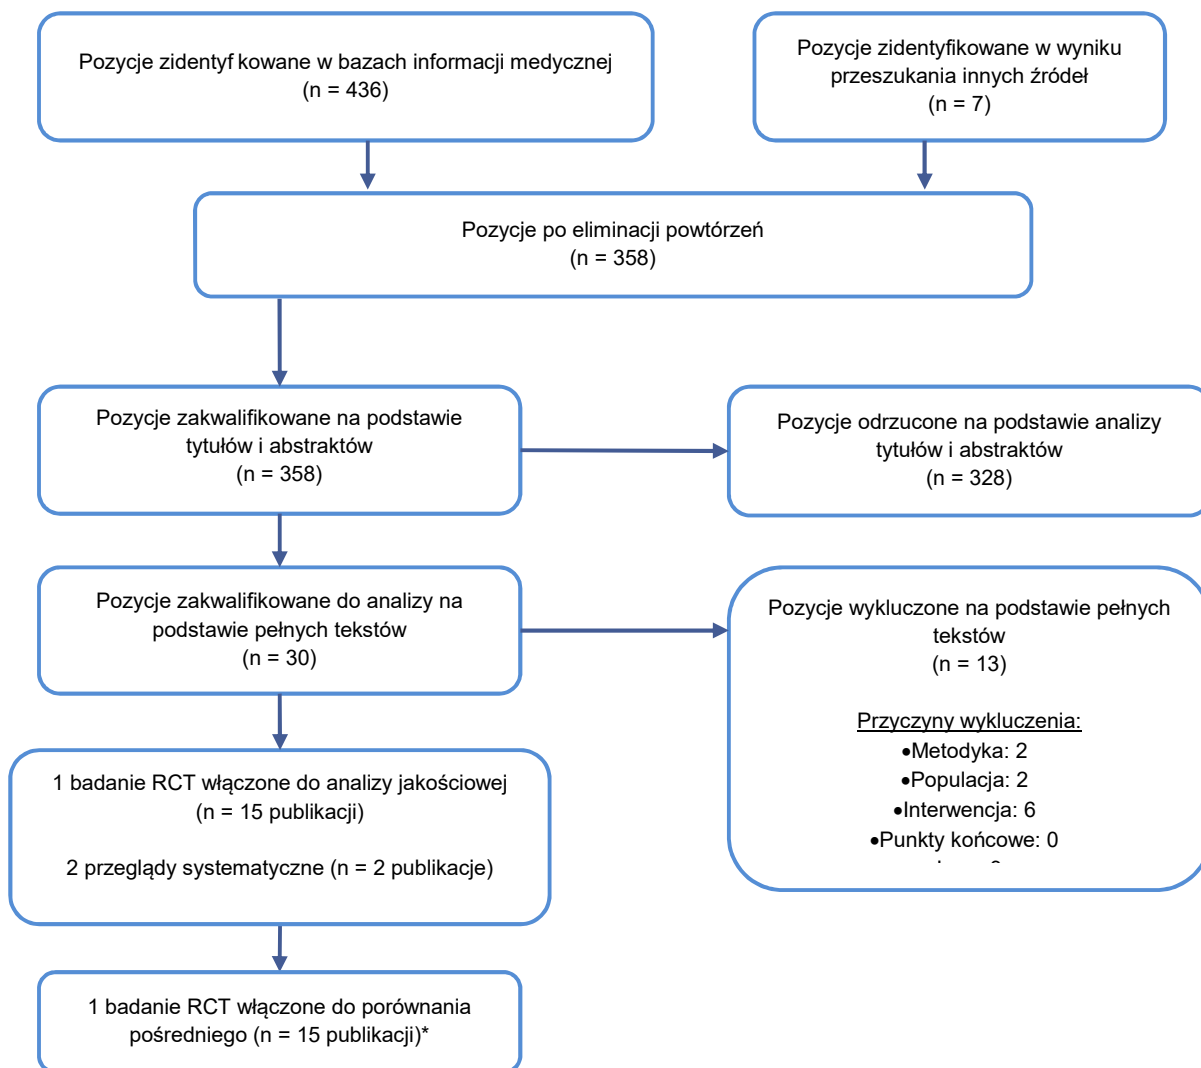 Pozycje zidentyf kowane w bazach informacji medycznej
(n = 436)
Pozycje zidentyfikowane w wyniku
przeszukania innych źródeł
(n = 7)
Pozycje po eliminacji powtórzeń
(n = 358)
Pozycje zakwalifikowane na podstawie
tytułów i abstraktów
(n = 358)
Pozycje odrzucone na podstawie analizy
tytułów i abstraktów
(n = 328)
Pozycje zakwalifikowane do analizy na
podstawie pełnych tekstów
(n = 30)
Pozycje wykluczone na podstawie pełnych
tekstów
(n = 13)
Przyczyny wykluczenia:
•Metodyka: 2
•Populacja: 2
•Interwencja: 6
•Punkty końcowe: 0
1 badanie RCT włączone do analizy jakościowej
(n = 15 publikacji)
2 przeglądy systematyczne (n = 2 publikacje)
1 badanie RCT włączone do porównania
pośredniego (n = 15 publikacji)*